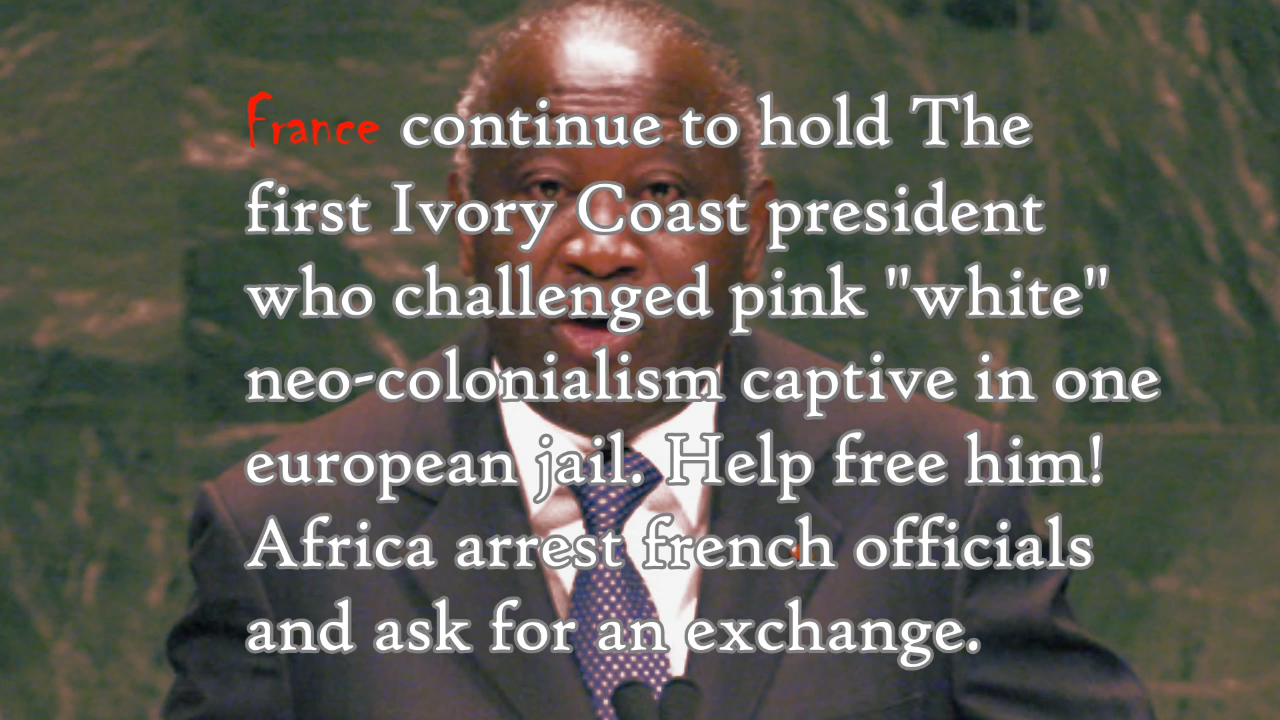 France continue to hold The
first Ivory Coast president
who challenged pink "white"
neo-colonialism captive in one
european jail. Help free him!
Africa arrest french officials
and ask for an exchange.